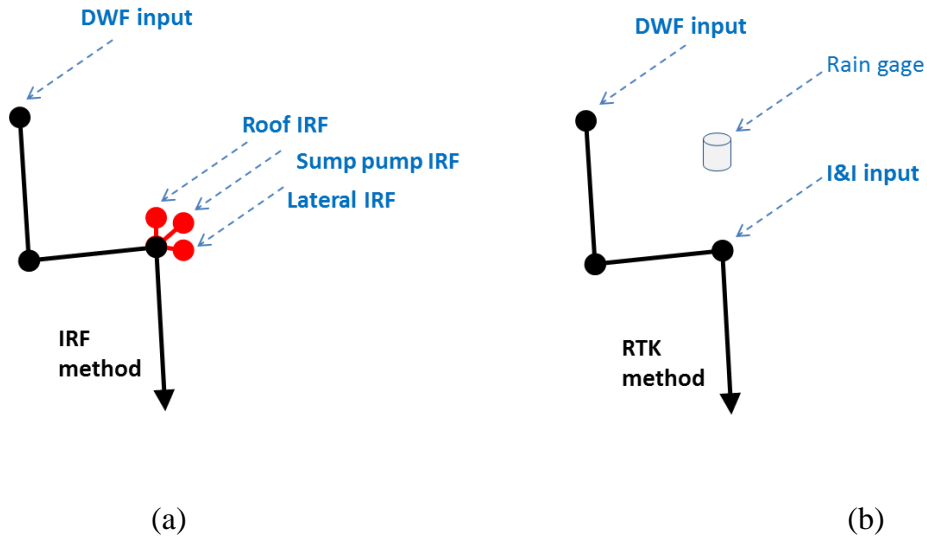 DWF input
Roof IRF
Sump pump IRF
Lateral IRF
IRF
method
(a)
DWF input
Rain gage
I&I input
RTK
method
(b)